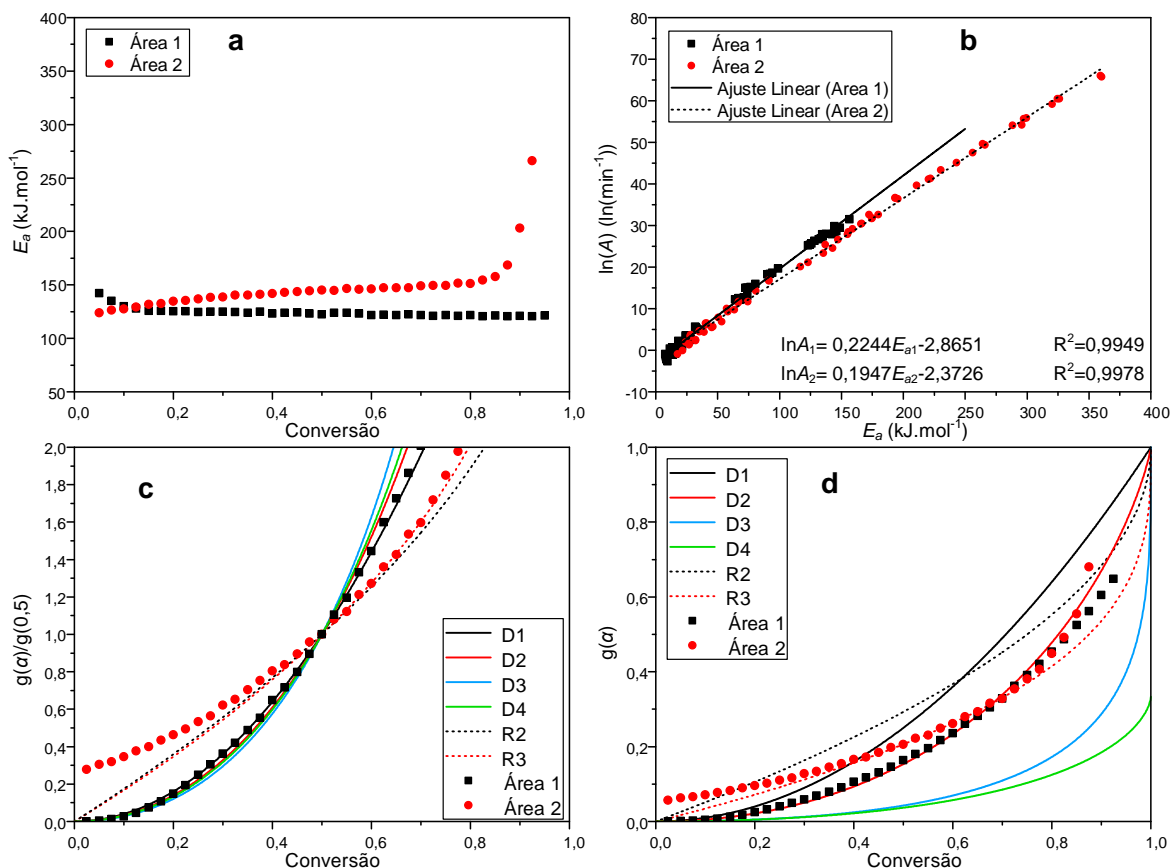 a
Área 1
Área 2
400
350
300
250
200
150
100
50
E_a (kJ.mol⁻¹)
0,0 0,2 0,4 0,6 0,8 1,0
Conversão
b
Área 1
Área 2
Ajuste Linear (Area 1)
Ajuste Linear (Area 2)
80
70
60
50
40
30
20
10
0
-10
ln(A) (ln(min⁻¹))
lnA₁= 0,2244E_a1-2,8651 R²=0,9949
lnA₂= 0,1947E_a2-2,3726 R²=0,9978
0 50 100 150 200 250 300 350 400
E_a (kJ.mol⁻¹)
c
2,0
1,8
1,6
1,4
1,2
1,0
0,8
0,6
0,4
0,2
0,0
g(α)/g(0,5)
D1
D2
D3
D4
R2
R3
Área 1
Área 2
0,0 0,2 0,4 0,6 0,8 1,0
Conversão
d
D1
D2
D3
D4
R2
R3
Área 1
Área 2
1,0
0,8
0,6
0,4
0,2
0,0
g(α)
0,0 0,2 0,4 0,6 0,8 1,0
Conversão